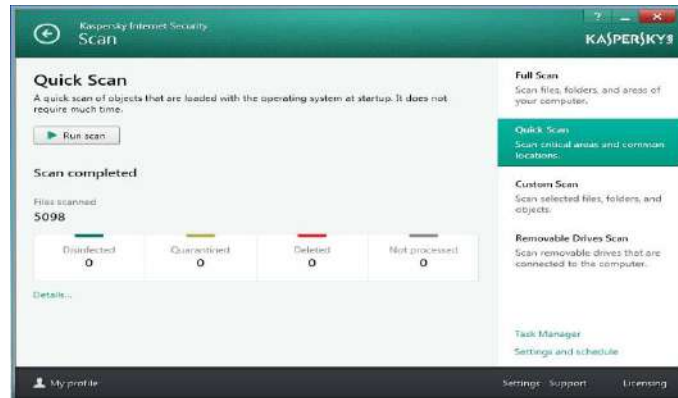 Kaspersky Internet Security
Scan
? _ X
KASPERSKY
Quick Scan
A quick scan of objects that are loaded with the operating system at startup. It does not
require much time.
Run scan
Scan completed
Files scanned
5098
Disinfected
0
Quarantined
0
Deleted
0
Not processed
0
Details...
Full Scan
Scan files, folders, and areas of
your computer.
Quick Scan
Scan critical areas and common
locations.
Custom Scan
Scan selected files, folders, and
objects.
Removable Drives Scan
Scan removable drives that are
connected to the computer.
Task Manager
Settings and schedule
My profile
Settings Support Licensing